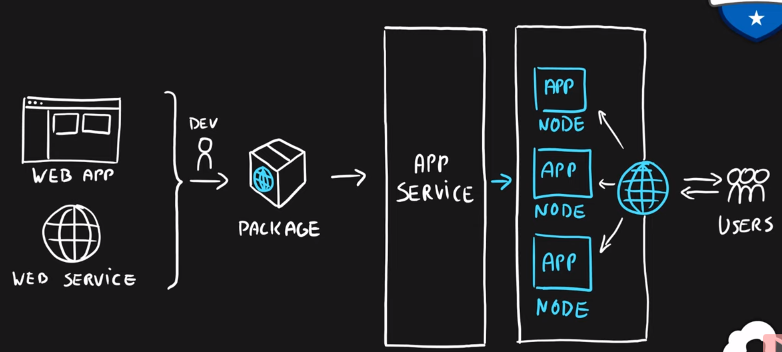 WEB APP
WEB SERVICE
DEV
PACKAGE
APP
SERVICE
APP
NODE
APP
NODE
APP
NODE
USERS